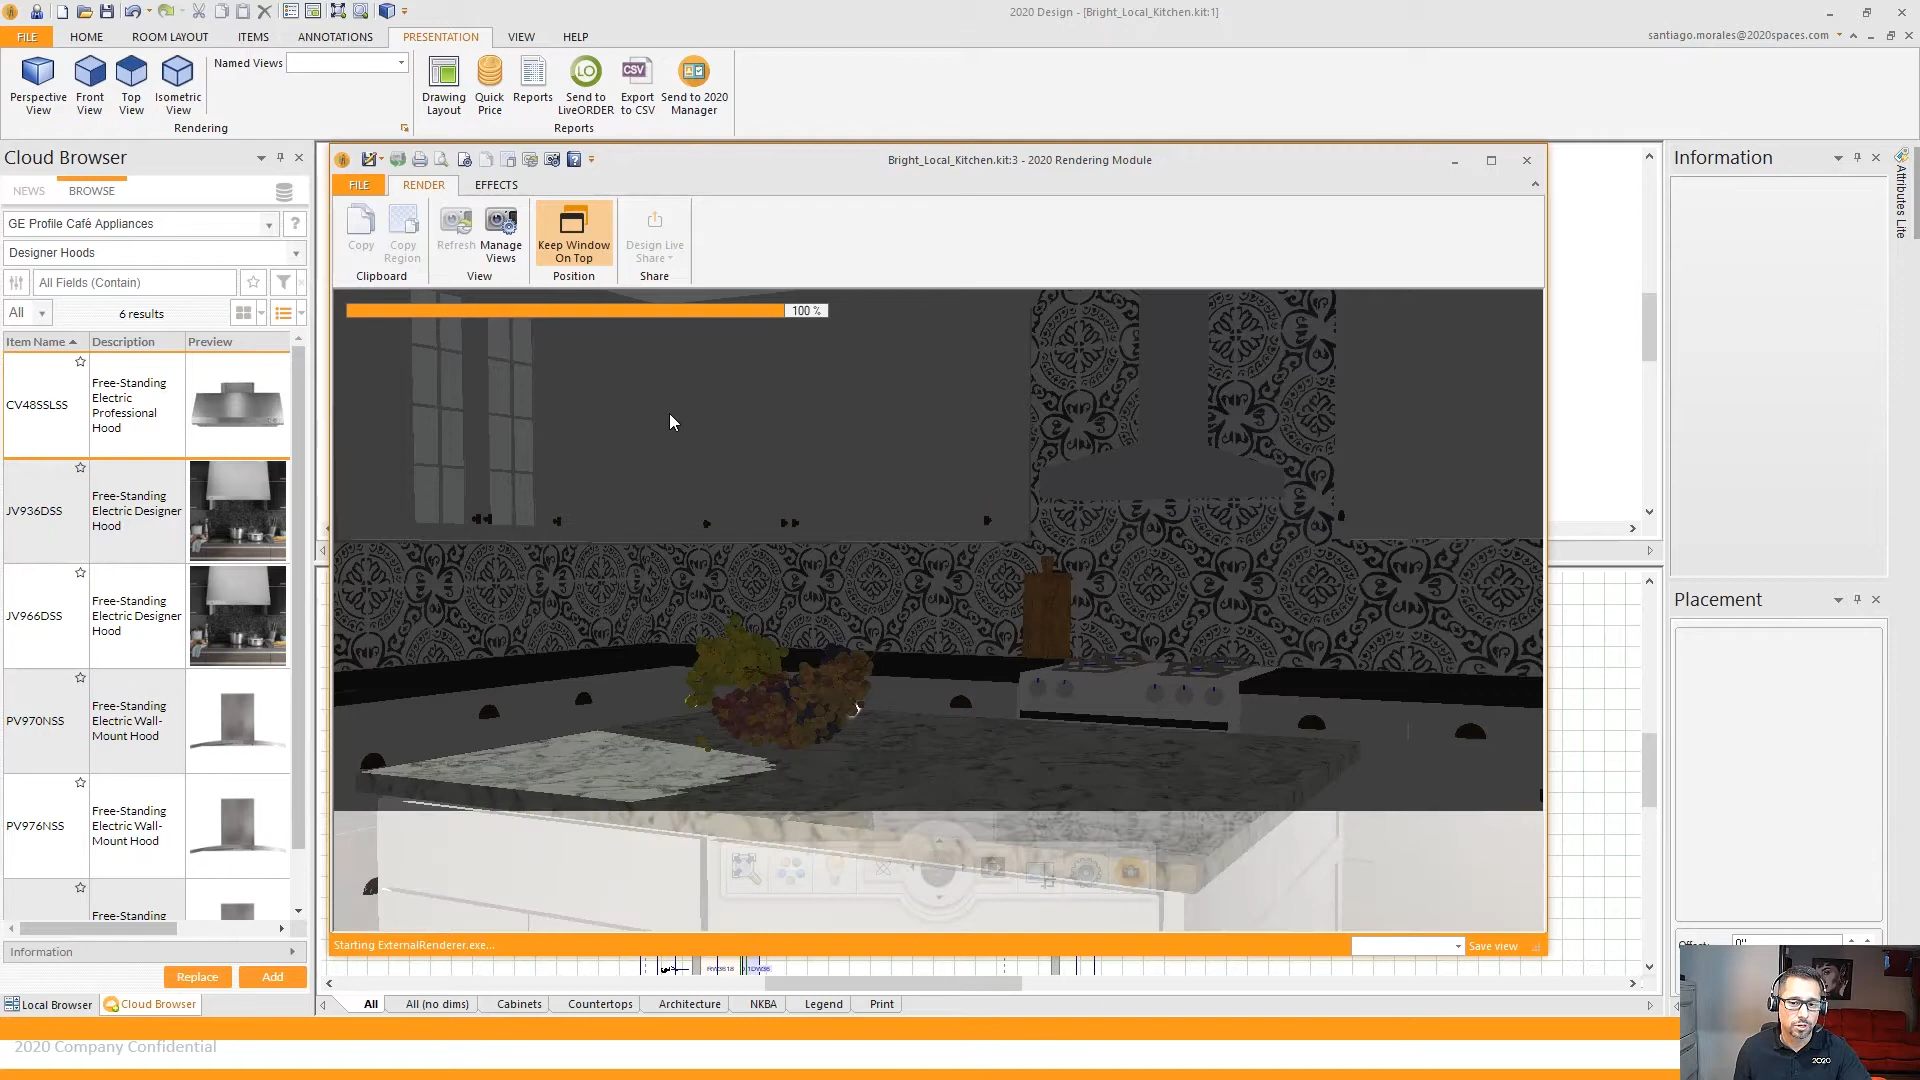 2020 Design - [Bright_Local_Kitchen.kit:1]
FILE HOME ROOM LAYOUT ITEMS ANNOTATIONS PRESENTATION VIEW HELP
santiago.morales@2020spaces.com
Perspective View
Front View
Top View
Isometric View
Named Views
Rendering
Drawing Layout
Quick Price
Reports
LO
Send to LiveORDER
CSV
Export to CSV
Send to 2020 Manager
Reports
Cloud Browser
NEWS BROWSE
GE Profile Café Appliances
?
Designer Hoods
All Fields (Contain)
All
6 results
Item Name Description Preview
CV48SSLSS
Free-Standing
Electric
Professional
Hood
JV936DSS
Free-Standing
Electric Designer
Hood
JV966DSS
Free-Standing
Electric Designer
Hood
PV970NSS
Free-Standing
Electric Wall-
Mount Hood
PV976NSS
Free-Standing
Electric Wall-
Mount Hood
Free-Standing
Information
Replace Add
Local Browser Cloud Browser
Bright_Local_Kitchen.kit:3 - 2020 Rendering Module
FILE RENDER EFFECTS
Copy
Copy Region
Clipboard
Refresh
Manage Views
View
Keep Window On Top
Position
Design Live Share
Share
100 %
Starting ExternalRenderer.exe...
Save view
RW3618
All All (no dims) Cabinets Countertops Architecture NKBA Legend Print
Information
Attributes Lite
Placement
0"
2020
2020 Company Confidential